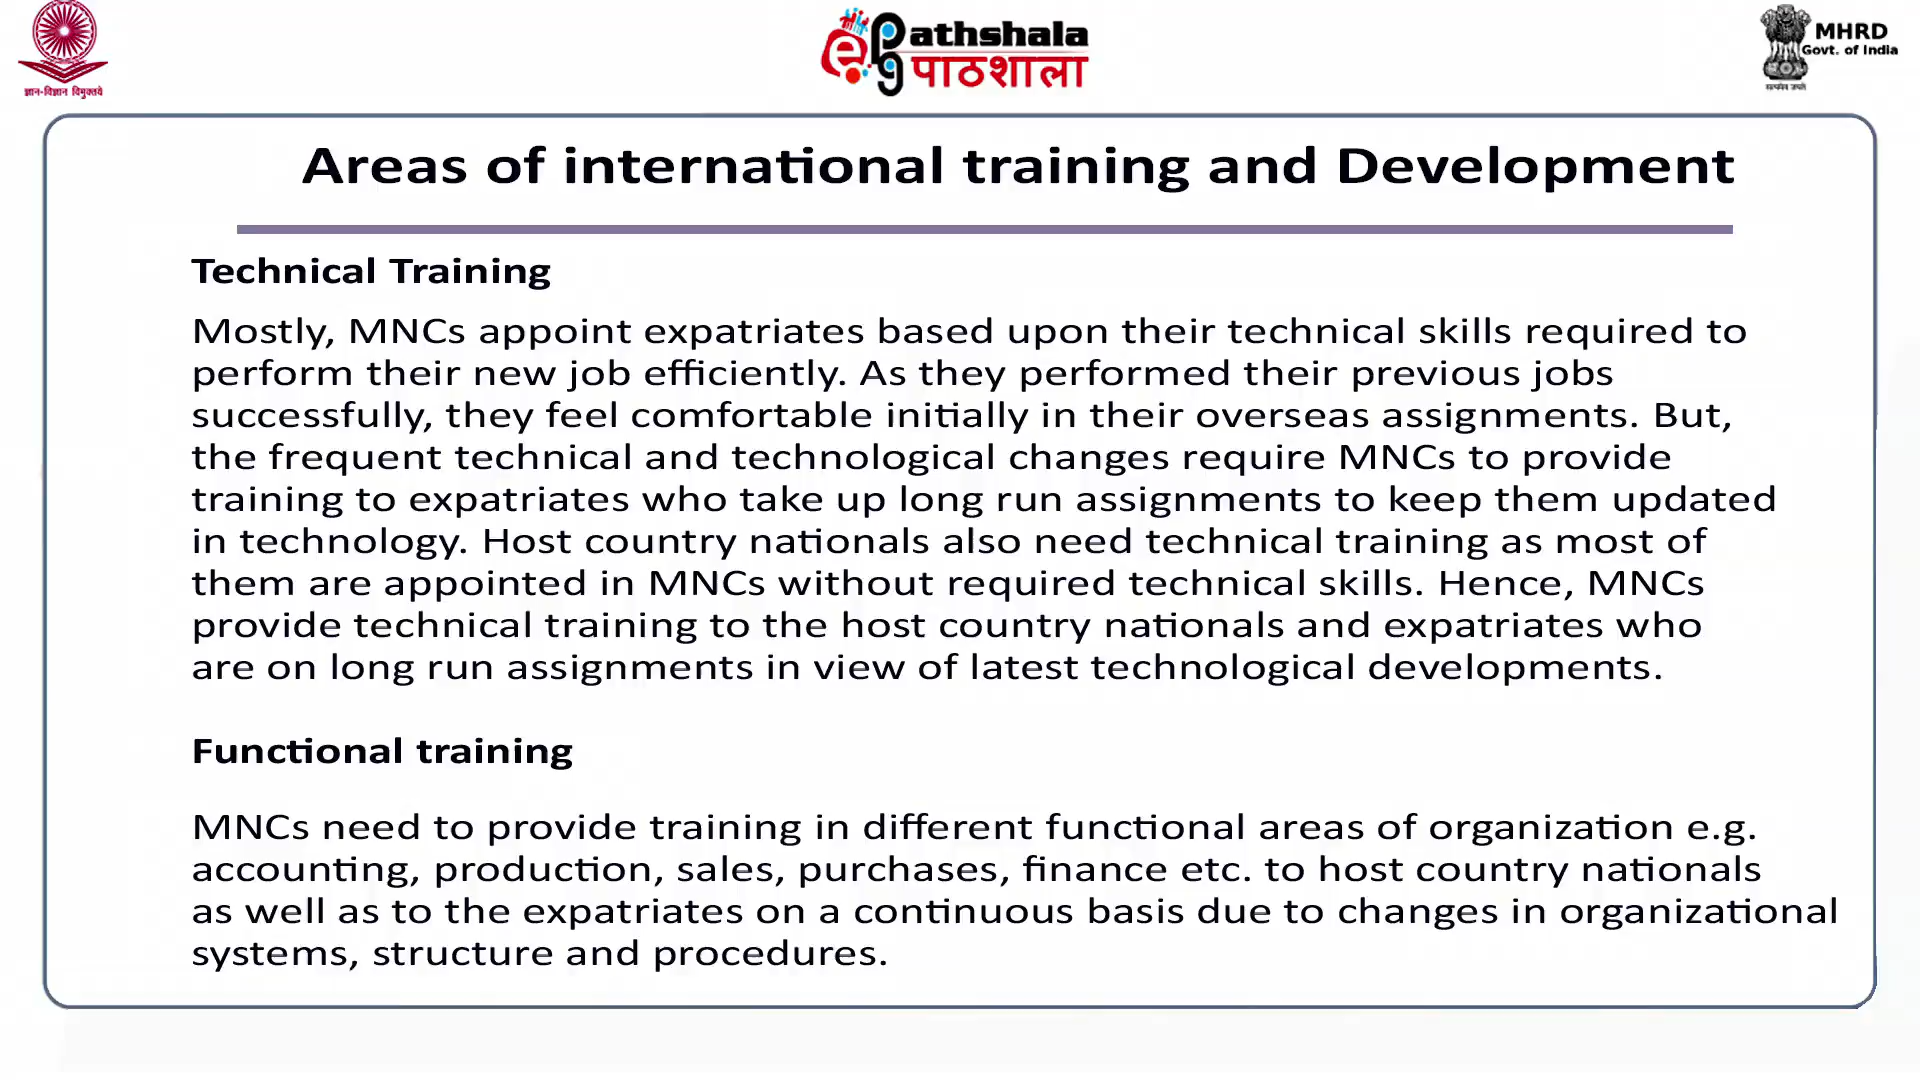 ज्ञान-विज्ञान विमुक्तये
ePG athshala
पाठशाला
MHRD
Govt. of India
सत्यमेव जयते
Areas of international training and Development
Technical Training
Mostly, MNCs appoint expatriates based upon their technical skills required to
perform their new job efficiently. As they performed their previous jobs
successfully, they feel comfortable initially in their overseas assignments. But,
the frequent technical and technological changes require MNCs to provide
training to expatriates who take up long run assignments to keep them updated
in technology. Host country nationals also need technical training as most of
them are appointed in MNCs without required technical skills. Hence, MNCs
provide technical training to the host country nationals and expatriates who
are on long run assignments in view of latest technological developments.
Functional training
MNCs need to provide training in different functional areas of organization e.g.
accounting, production, sales, purchases, finance etc. to host country nationals
as well as to the expatriates on a continuous basis due to changes in organizational
systems, structure and procedures.